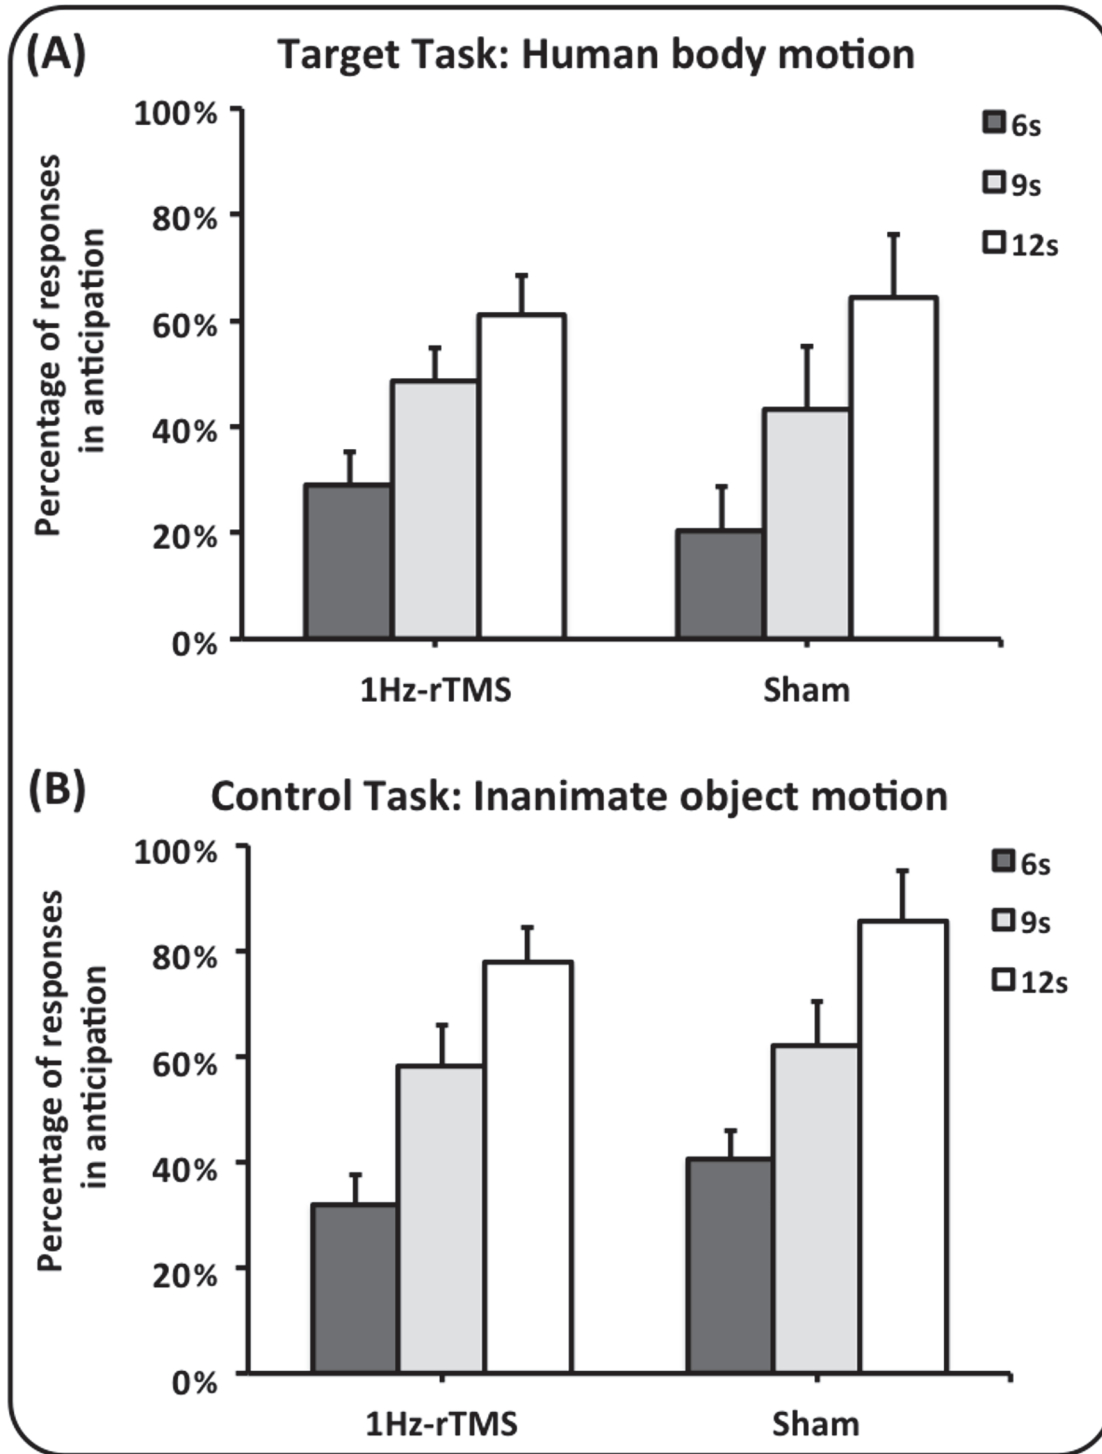 (A)
Target Task: Human body motion
Percentage of responses
in anticipation
100%
80%
60%
40%
20%
0%
6s
9s
12s
1Hz-rTMS
Sham
(B)
Control Task: Inanimate object motion
Percentage of responses
in anticipation
100%
80%
60%
40%
20%
0%
6s
9s
12s
1Hz-rTMS
Sham